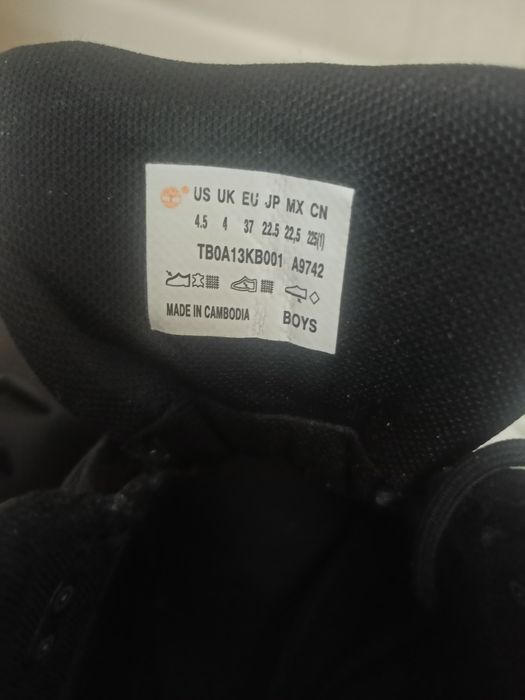 US UK EU JP MX CN
4.5 4 37 22.5 22,5 225(1)
TB0A13KB001 A9742
MADE IN CAMBODIA BOYS